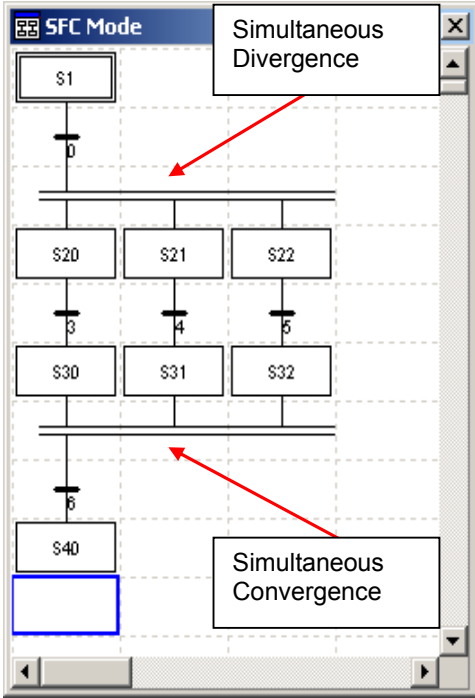 SFC Mode
Simultaneous
Divergence
S1
0
S20 S21 S22
3 4 5
S30 S31 S32
6
S40
Simultaneous
Convergence